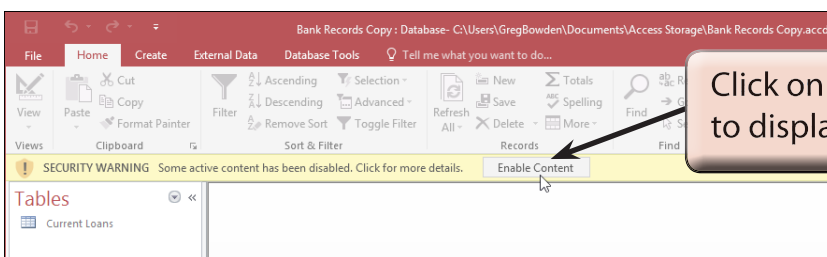 Bank Records Copy : Database- C:\Users\GregBowden\Documents\Access Storage\Bank Records Copy.acco
File Home Create External Data Database Tools Tell me what you want to do...
Click on
to displa
View
Paste
Cut
Copy
Format Painter
Filter
Ascending
Descending
Remove Sort
Selection
Advanced
Toggle Filter
Refresh
All
New
Save
Delete
Totals
Spelling
More
Find
Views Clipboard Sort & Filter Records Find
SECURITY WARNING Some active content has been disabled. Click for more details. Enable Content
Tables
Current Loans